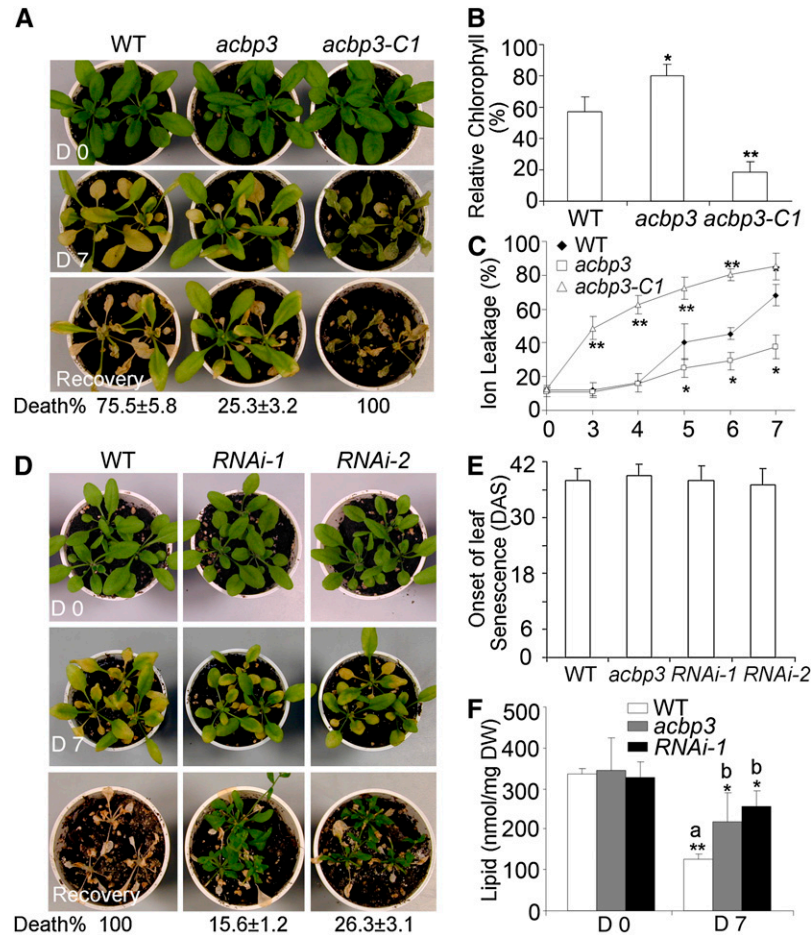 A
WT acbp3 acbp3-C1
D 0
D 7
Recovery
Death% 75.5±5.8 25.3±3.2 100
B
Relative Chlorophyll (%)
100
80
60
40
20
0
* **
WT acbp3 acbp3-C1
C
WT
acbp3
acbp3-C1
Ion Leakage (%)
100
80
60
40
20
0
** ** ** ** *
* * *
0 3 4 5 6 7
D
WT RNAi-1 RNAi-2
D 0
D 7
Recovery
Death% 100 15.6±1.2 26.3±3.1
E
Onset of leaf
Senescence (DAS)
42
36
18
6
0
WT acbp3 RNAi-1 RNAi-2
F
WT
acbp3
RNAi-1
Lipid (nmol/mg DW)
500
400
300
200
100
0
a b b
** * *
D 0 D 7